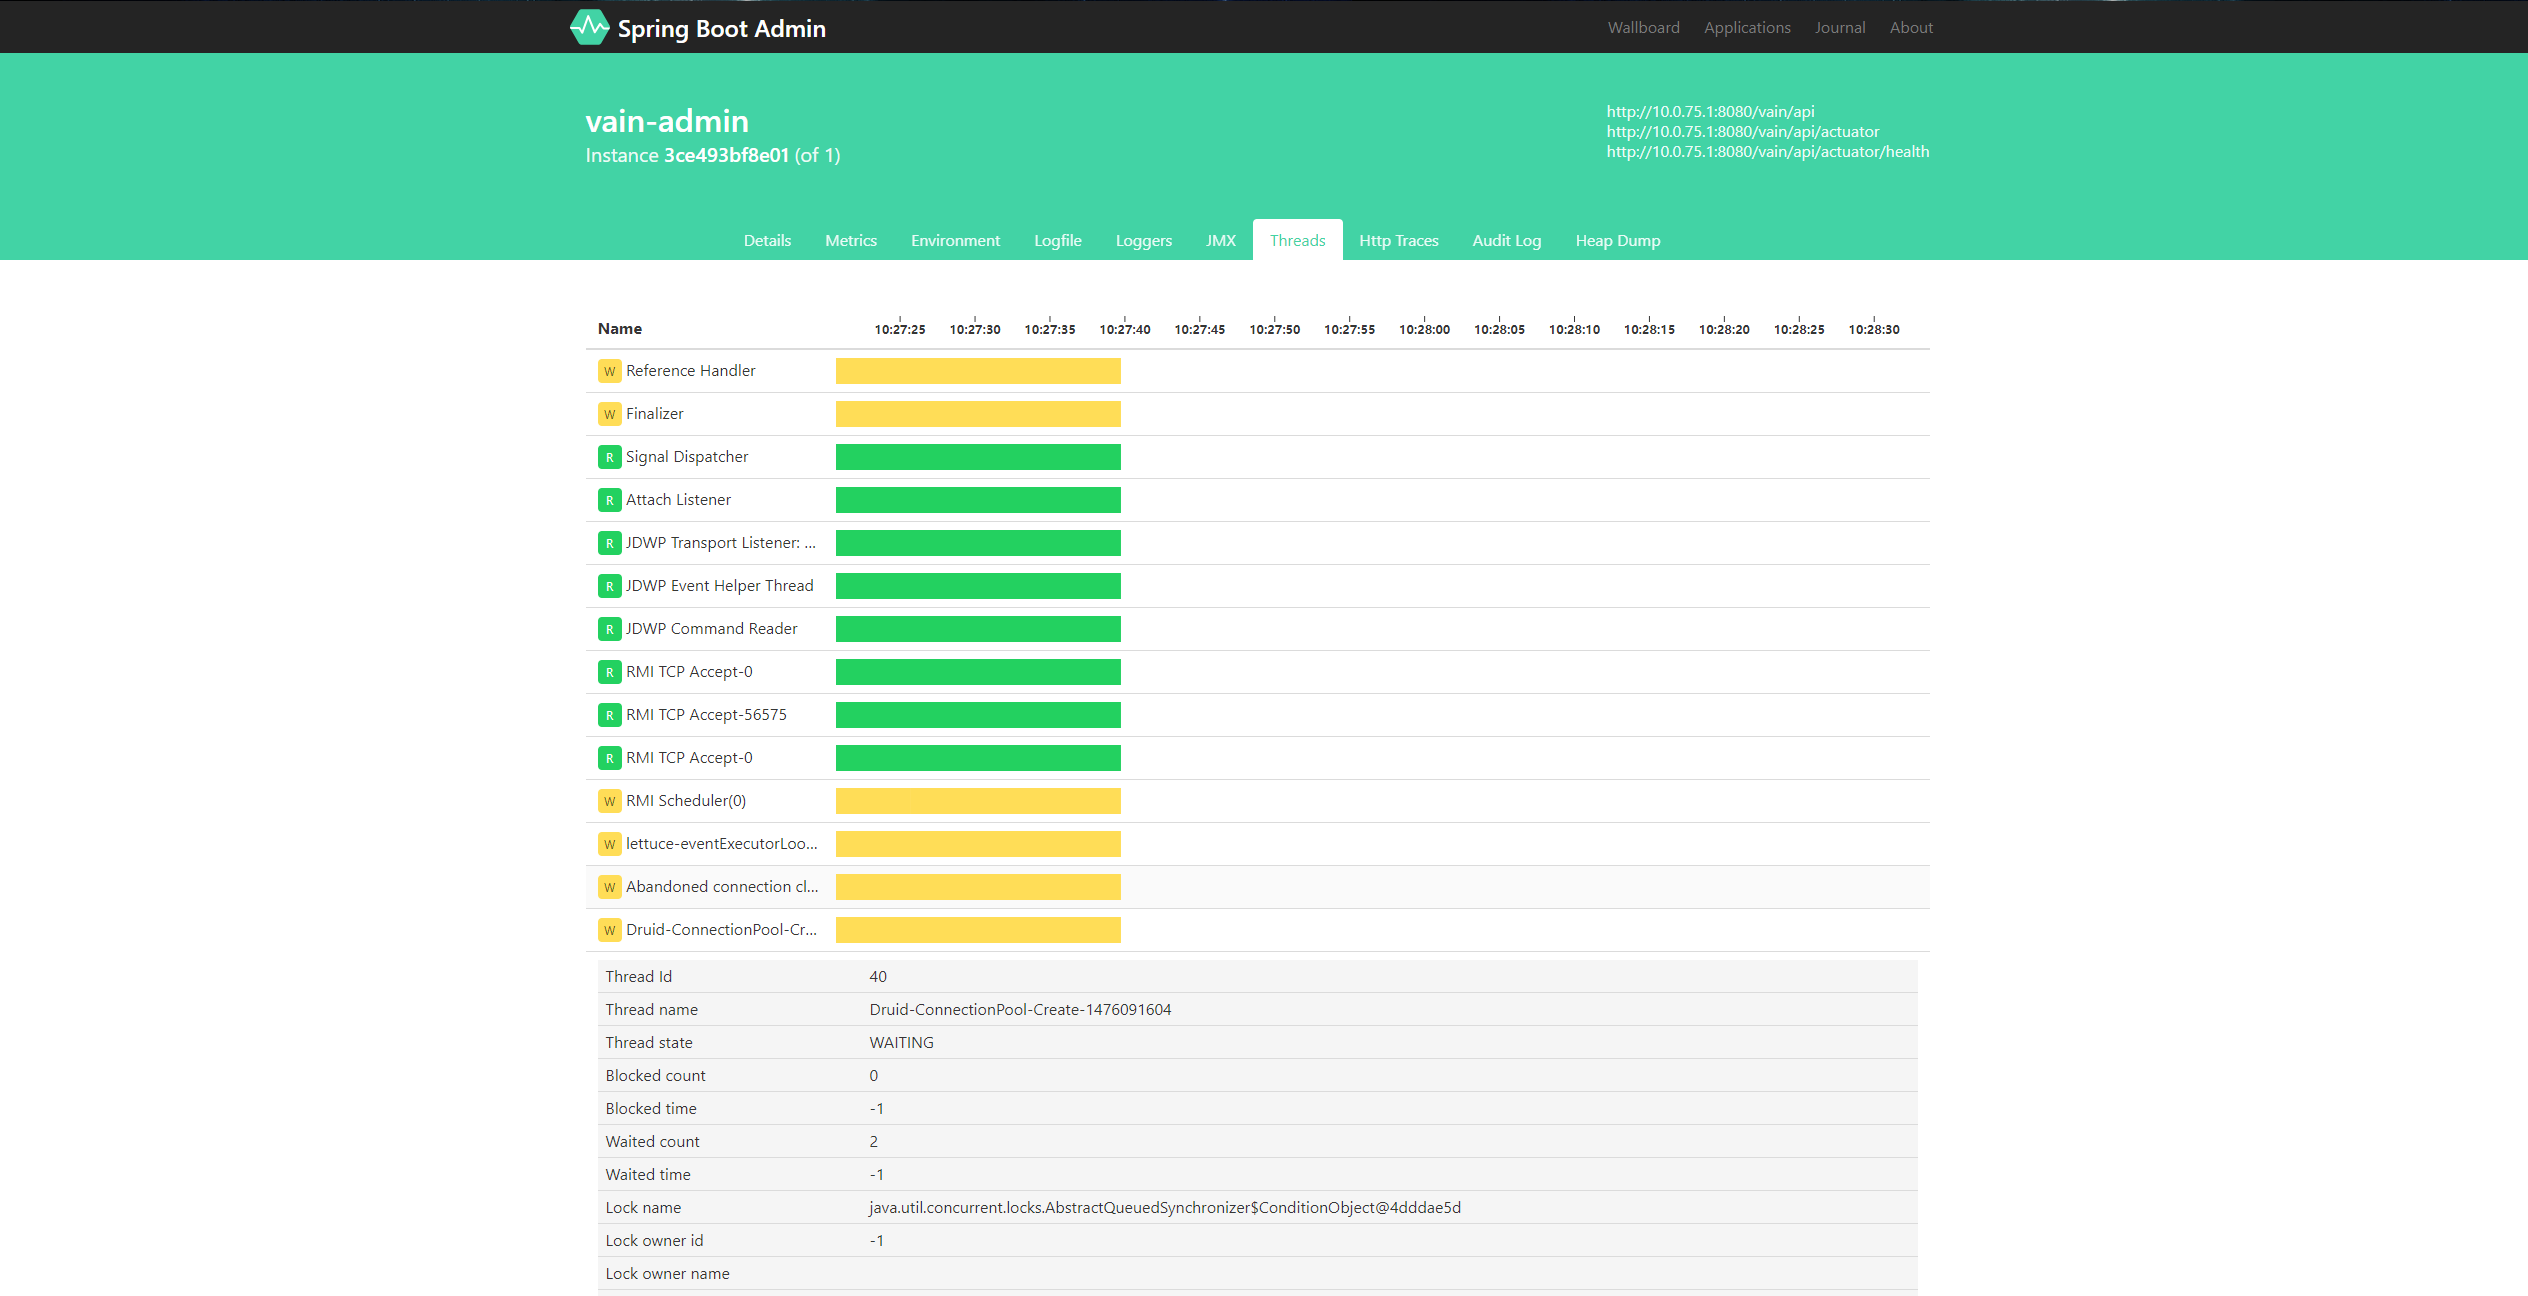 Spring Boot Admin
Wallboard Applications Journal About
vain-admin
Instance 3ce493bf8e01 (of 1)
http://10.0.75.1:8080/vain/api
http://10.0.75.1:8080/vain/api/actuator
http://10.0.75.1:8080/vain/api/actuator/health
Details Metrics Environment Logfile Loggers JMX Threads Http Traces Audit Log Heap Dump
Name 10:27:25 10:27:30 10:27:35 10:27:40 10:27:45 10:27:50 10:27:55 10:28:00 10:28:05 10:28:10 10:28:15 10:28:20 10:28:25 10:28:30
W Reference Handler
W Finalizer
R Signal Dispatcher
R Attach Listener
R JDWP Transport Listener: ...
R JDWP Event Helper Thread
R JDWP Command Reader
R RMI TCP Accept-0
R RMI TCP Accept-56575
R RMI TCP Accept-0
W RMI Scheduler(0)
W lettuce-eventExecutorLoo...
W Abandoned connection cl...
W Druid-ConnectionPool-Cr...
Thread Id 40
Thread name Druid-ConnectionPool-Create-1476091604
Thread state WAITING
Blocked count 0
Blocked time -1
Waited count 2
Waited time -1
Lock name java.util.concurrent.locks.AbstractQueuedSynchronizer$ConditionObject@4dddae5d
Lock owner id -1
Lock owner name